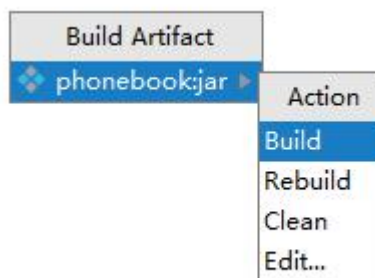 Build Artifact
phonebook:jar
Action
Build
Rebuild
Clean
Edit...